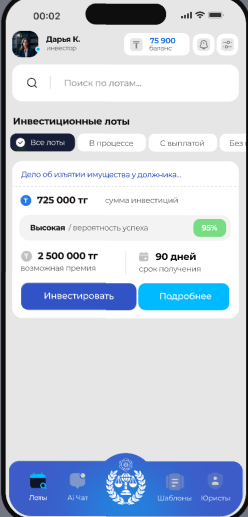 00:02
Дарья К.
инвестор
₸ 75 900
баланс
Поиск по лотам...
Инвестиционные лоты
Все лоты
В процессе
С выплатой
Без
Дело об изъятии имущества у должника...
₸ 725 000 тг сумма инвестиций
Высокая / вероятность успеха 95%
₸ 2 500 000 тг
возможная премия
90 дней
срок получения
Инвестировать
Подробнее
Лоты
Ai Чат
Шаблоны
Юристы